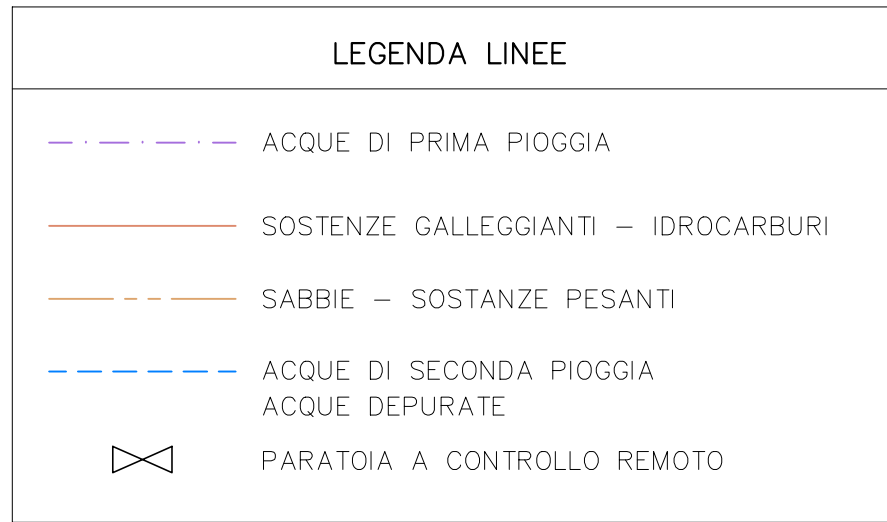 LEGENDA LINEE
ACQUE DI PRIMA PIOGGIA
SOSTENZE GALLEGGIANTI – IDROCARBURI
SABBIE – SOSTANZE PESANTI
ACQUE DI SECONDA PIOGGIA
ACQUE DEPURATE
PARATOIA A CONTROLLO REMOTO